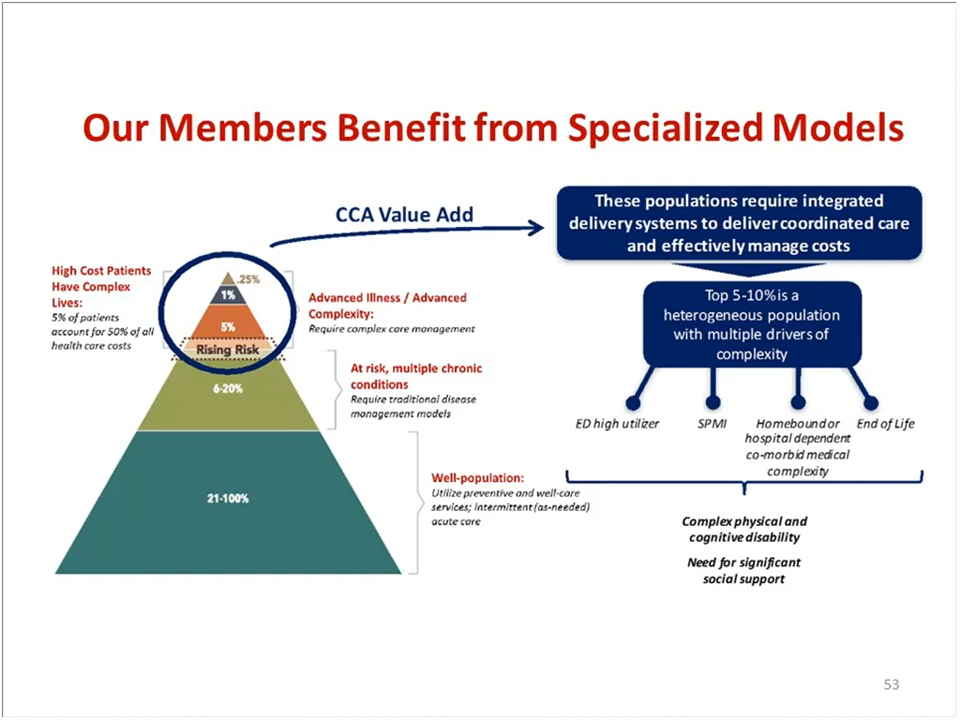 Our Members Benefit from Specialized Models
CCA Value Add
These populations require integrated
delivery systems to deliver coordinated care
and effectively manage costs
High Cost Patients
Have Complex
Lives:
5% of patients
account for 50% of all
health care costs
.25%
1%
5%
Rising Risk
6-20%
21-100%
Advanced Illness / Advanced
Complexity:
Require complex care management
At risk, multiple chronic
conditions
Require traditional disease
management models
Well-population:
Utilize preventive and well-care
services; intermittent (as-needed)
acute care
Top 5-10% is a
heterogeneous population
with multiple drivers of
complexity
ED high utilizer
SPMI
Homebound or
hospital dependent
co-morbid medical
complexity
End of Life
Complex physical and
cognitive disability
Need for significant
social support
53